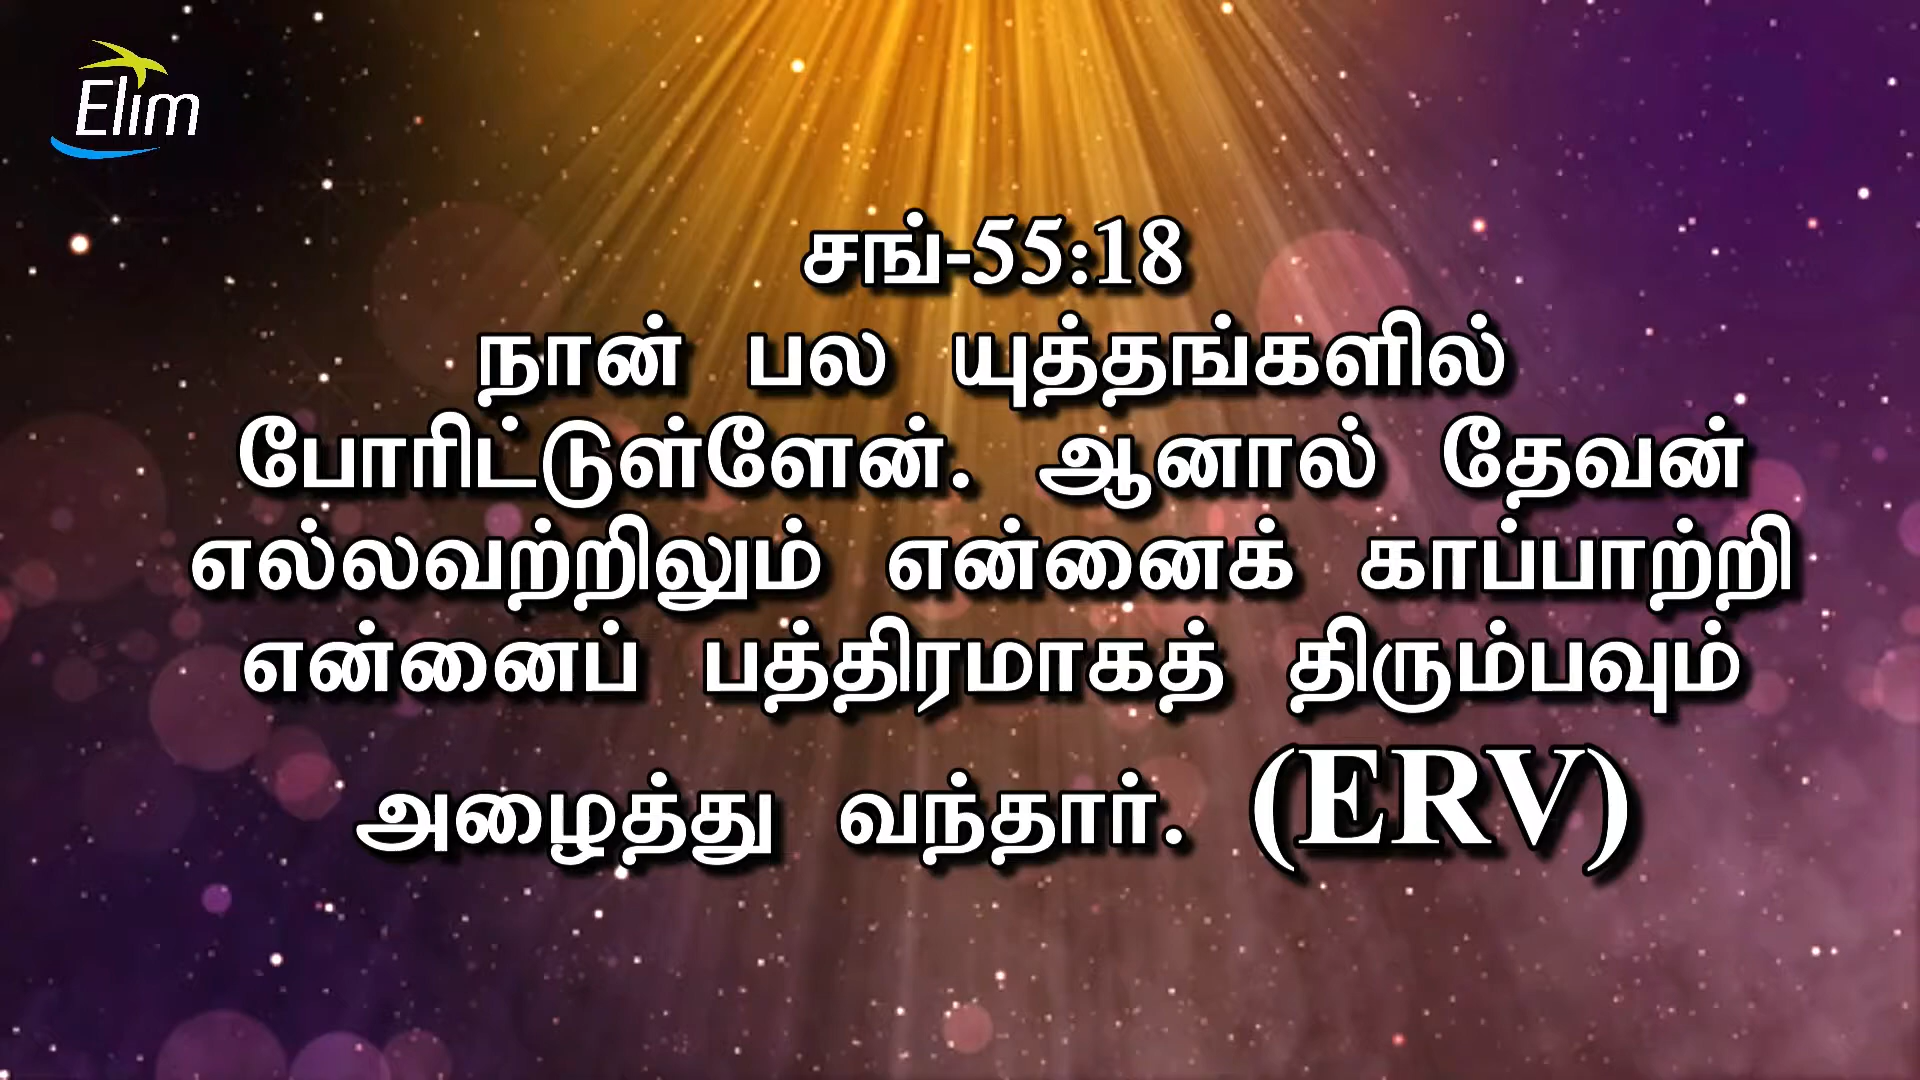 Elim
சங்-55:18
நான் பல யுத்தங்களில்
போரிட்டுள்ளேன். ஆனால் தேவன்
எல்லவற்றிலும் என்னைக் காப்பாற்றி
என்னைப் பத்திரமாகத் திரும்பவும்
அழைத்து வந்தார். (ERV)